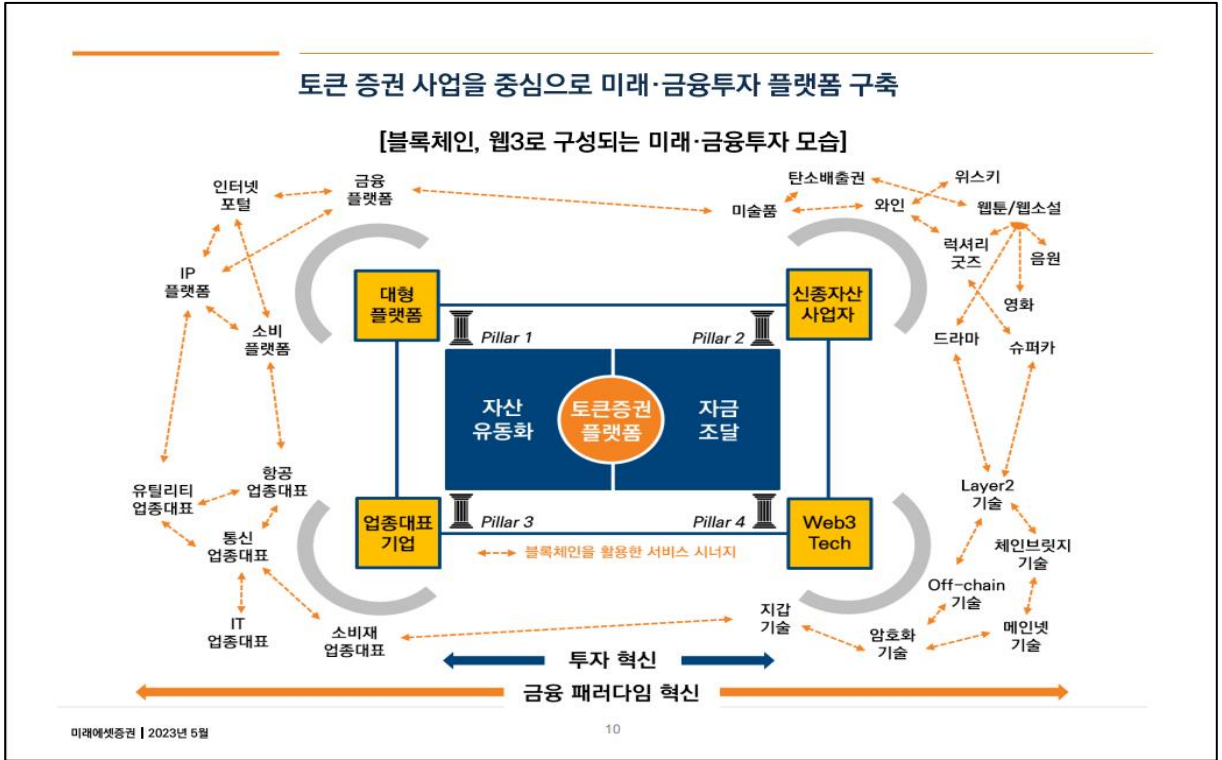 토큰 증권 사업을 중심으로 미래·금융투자 플랫폼 구축
[블록체인, 웹3로 구성되는 미래·금융투자 모습]
인터넷
포털
금융
플랫폼
IP
플랫폼
소비
플랫폼
미술품
탄소배출권
와인
위스키
웹툰/웹소설
럭셔리
굿즈
음원
영화
드라마
슈퍼카
대형
플랫폼
Pillar 1
신종자산
사업자
Pillar 2
자산
유동화
토큰증권
플랫폼
자금
조달
업종대표
기업
Pillar 3
Web3
Tech
Pillar 4
블록체인을 활용한 서비스 시너지
유틸리티
업종대표
항공
업종대표
통신
업종대표
IT
업종대표
소비재
업종대표
Layer2
기술
체인브릿지
기술
Off-chain
기술
메인넷
기술
암호화
기술
지갑
기술
투자 혁신
금융 패러다임 혁신
미래에셋증권 | 2023년 5월
10